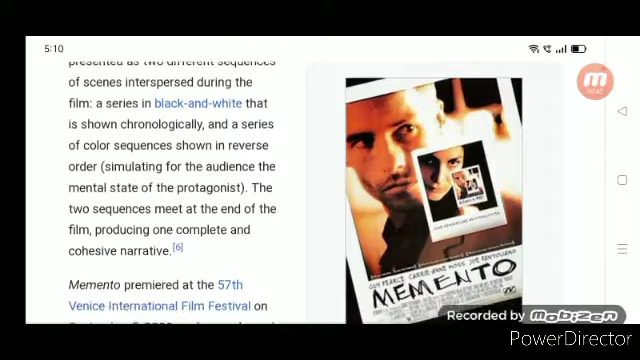 5:10
presented as two different sequences
of scenes interspersed during the
film: a series in black-and-white that
is shown chronologically, and a series
of color sequences shown in reverse
order (simulating for the audience the
mental state of the protagonist). The
two sequences meet at the end of the
film, producing one complete and
cohesive narrative.[6]
Memento premiered at the 57th
Venice International Film Festival on
GUY PEARCE CARRIE-ANNE MOSS JOE PANTOLIANO
MEMENTO
Recorded by Mobizen
PowerDirector